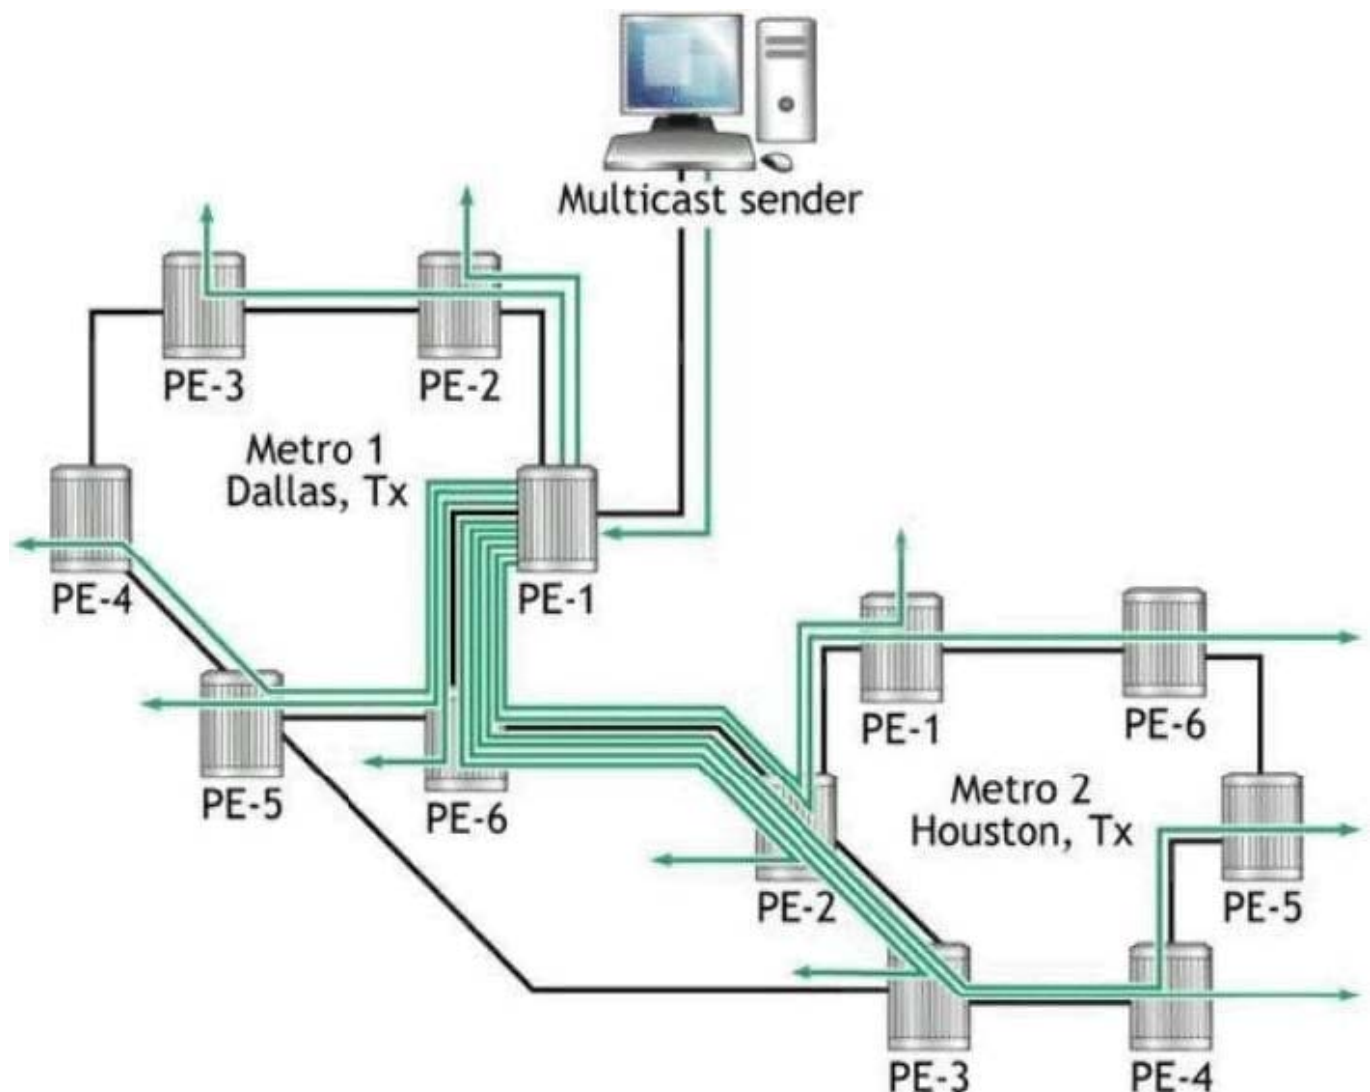 Multicast sender
PE-3
PE-2
Metro 1
Dallas, Tx
PE-4
PE-1
PE-5
PE-6
PE-1
PE-6
Metro 2
Houston, Tx
PE-2
PE-5
PE-3
PE-4